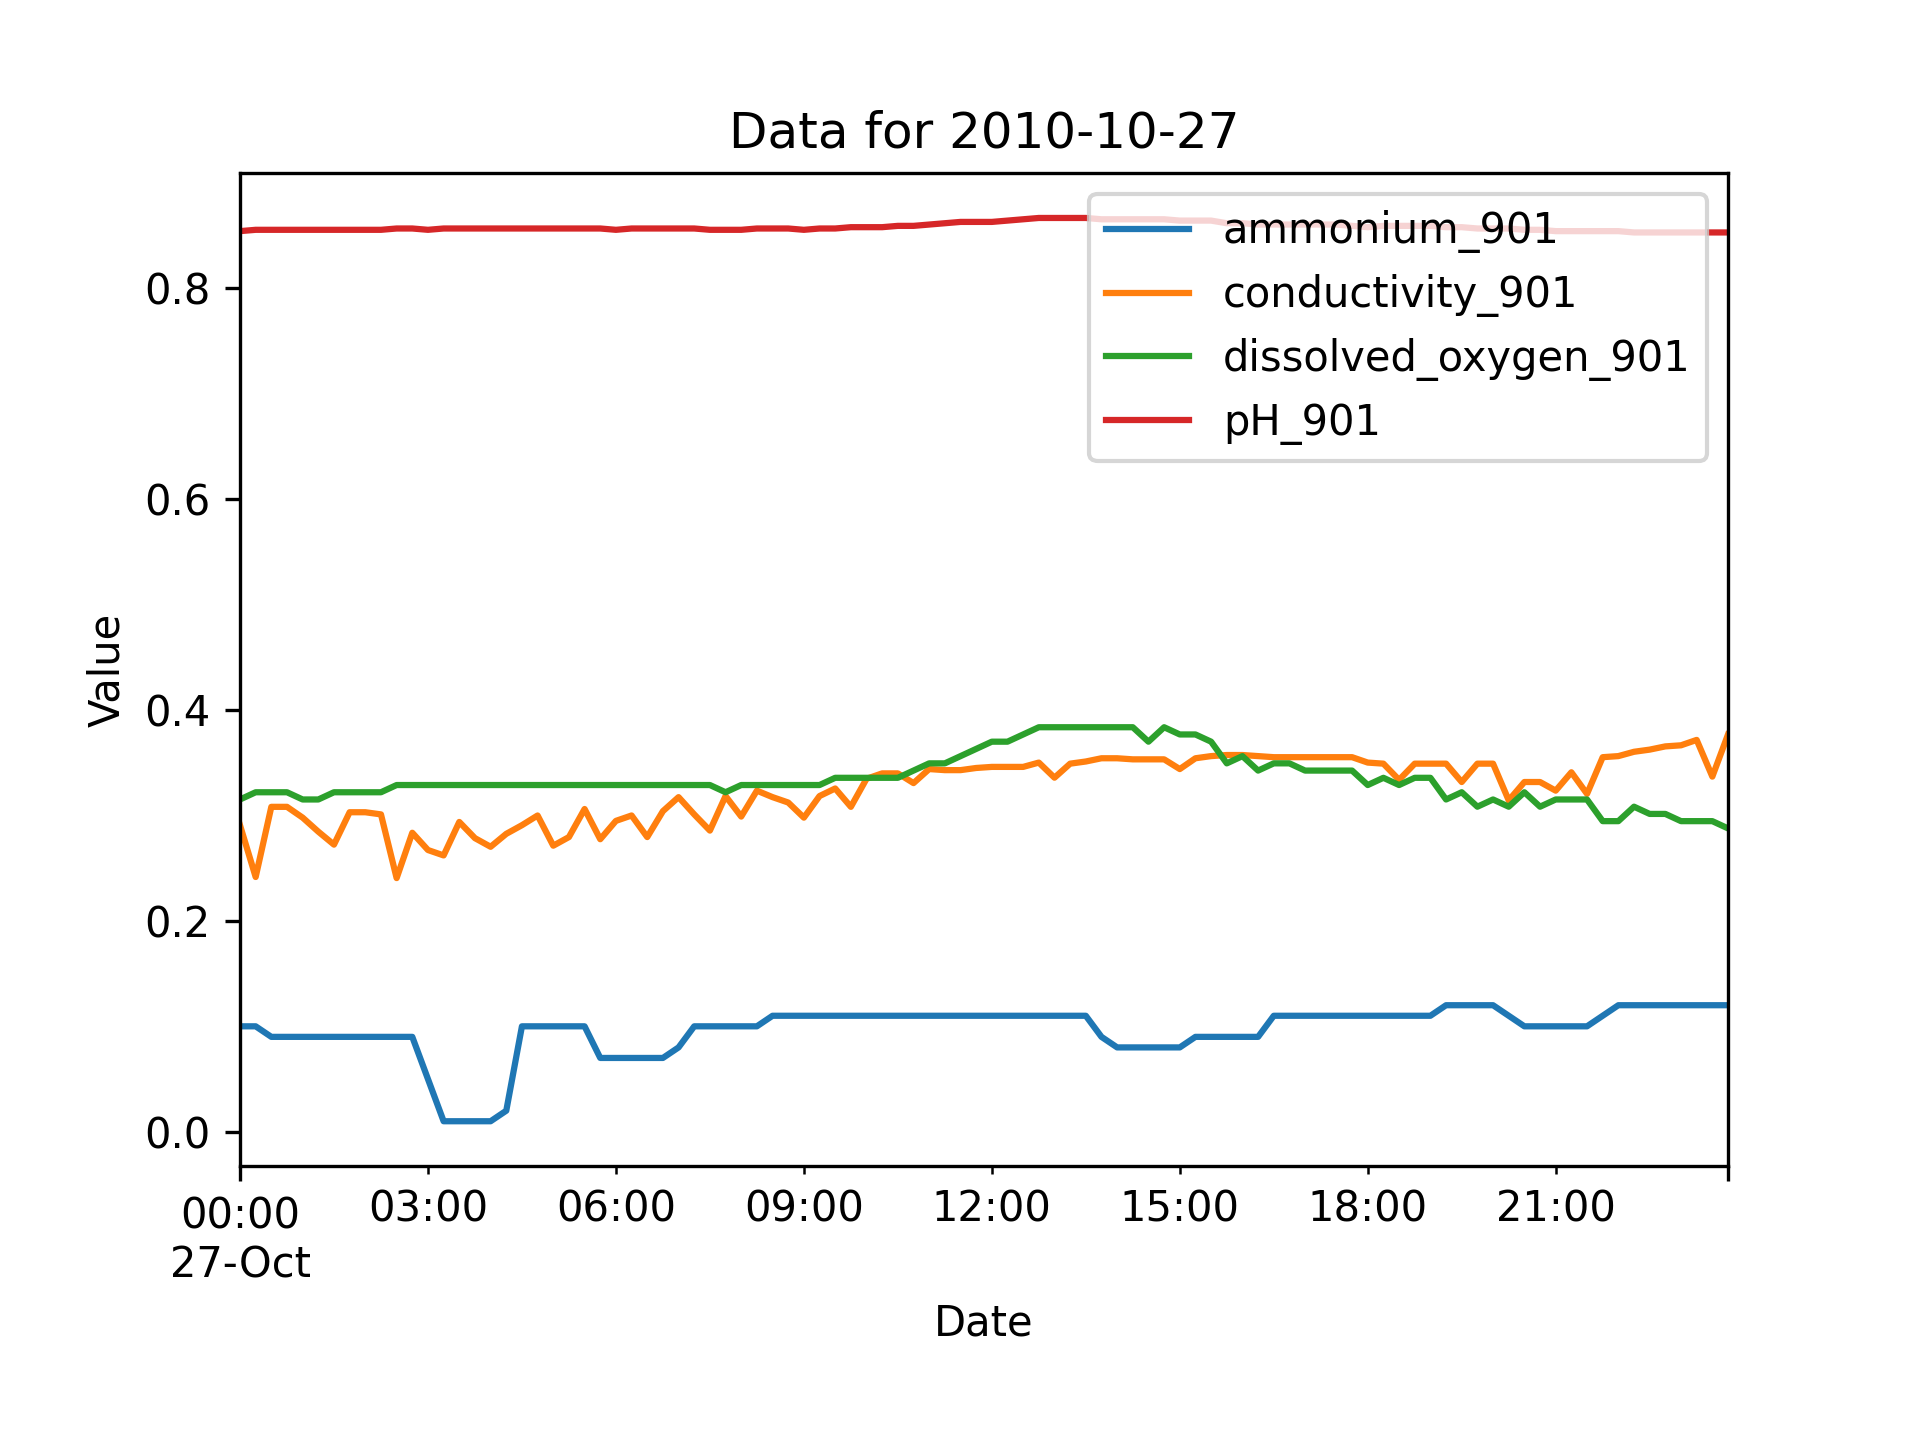 Data for 2010-10-27
ammonium_901
conductivity_901
dissolved_oxygen_901
pH_901
0.8
0.6
0.4
0.2
0.0
Value
00:00 03:00 06:00 09:00 12:00 15:00 18:00 21:00
27-Oct
Date